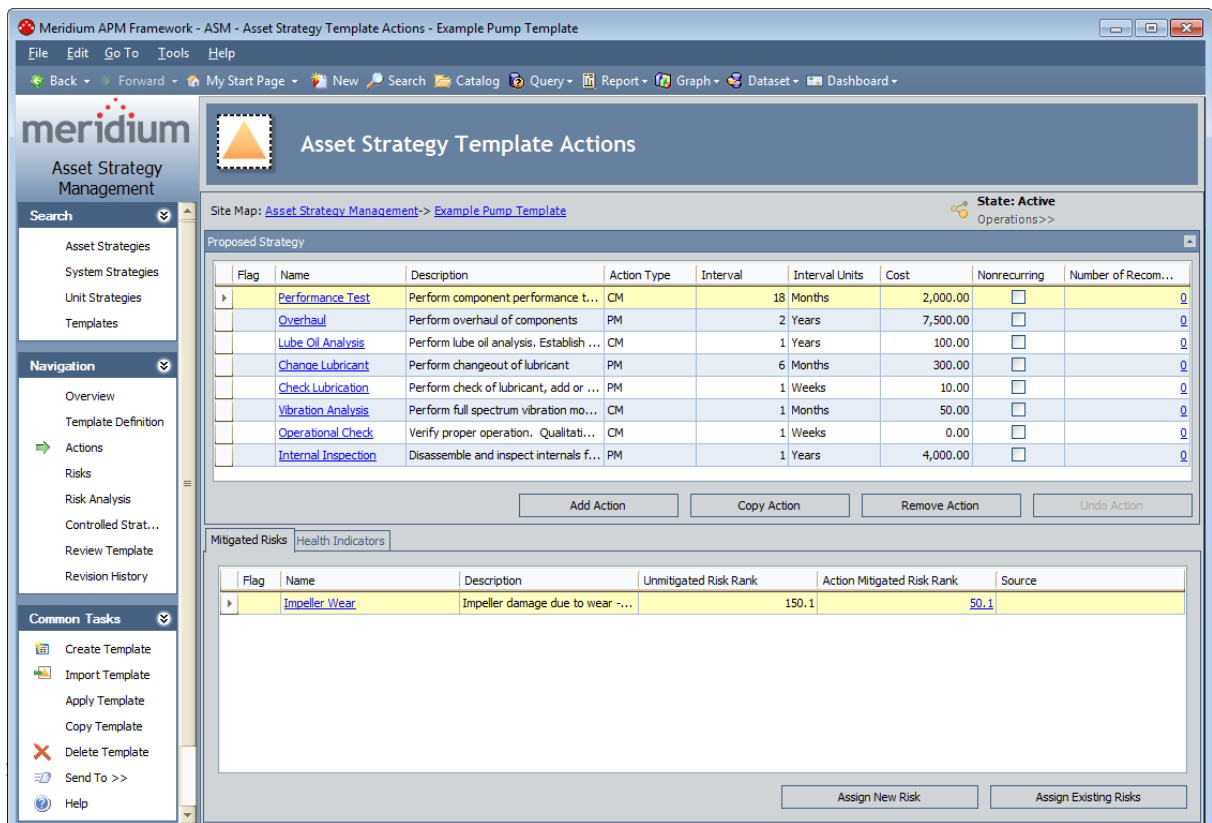 Meridium APM Framework - ASM - Asset Strategy Template Actions - Example Pump Template
File Edit Go To Tools Help
Back Forward My Start Page New Search Catalog Query Report Graph Dataset Dashboard
meridium
Asset Strategy
Management
Search
Asset Strategies
System Strategies
Unit Strategies
Templates
Navigation
Overview
Template Definition
Actions
Risks
Risk Analysis
Controlled Strat...
Review Template
Revision History
Common Tasks
Create Template
Import Template
Apply Template
Copy Template
Delete Template
Send To >>
Help
Asset Strategy Template Actions
Site Map: Asset Strategy Management-> Example Pump Template
State: Active
Operations>>
Proposed Strategy
Flag Name Description Action Type Interval Interval Units Cost Nonrecurring Number of Recom...
Performance Test Perform component performance t... CM 18 Months 2,000.00 0
Overhaul Perform overhaul of components PM 2 Years 7,500.00 0
Lube Oil Analysis Perform lube oil analysis. Establish ... CM 1 Years 100.00 0
Change Lubricant Perform changeout of lubricant PM 6 Months 300.00 0
Check Lubrication Perform check of lubricant, add or ... PM 1 Weeks 10.00 0
Vibration Analysis Perform full spectrum vibration mo... CM 1 Months 50.00 0
Operational Check Verify proper operation. Qualitati... CM 1 Weeks 0.00 0
Internal Inspection Disassemble and inspect internals f... PM 1 Years 4,000.00 0
Add Action Copy Action Remove Action Undo Action
Mitigated Risks Health Indicators
Flag Name Description Unmitigated Risk Rank Action Mitigated Risk Rank Source
Impeller Wear Impeller damage due to wear -... 150.1 50.1
Assign New Risk Assign Existing Risks